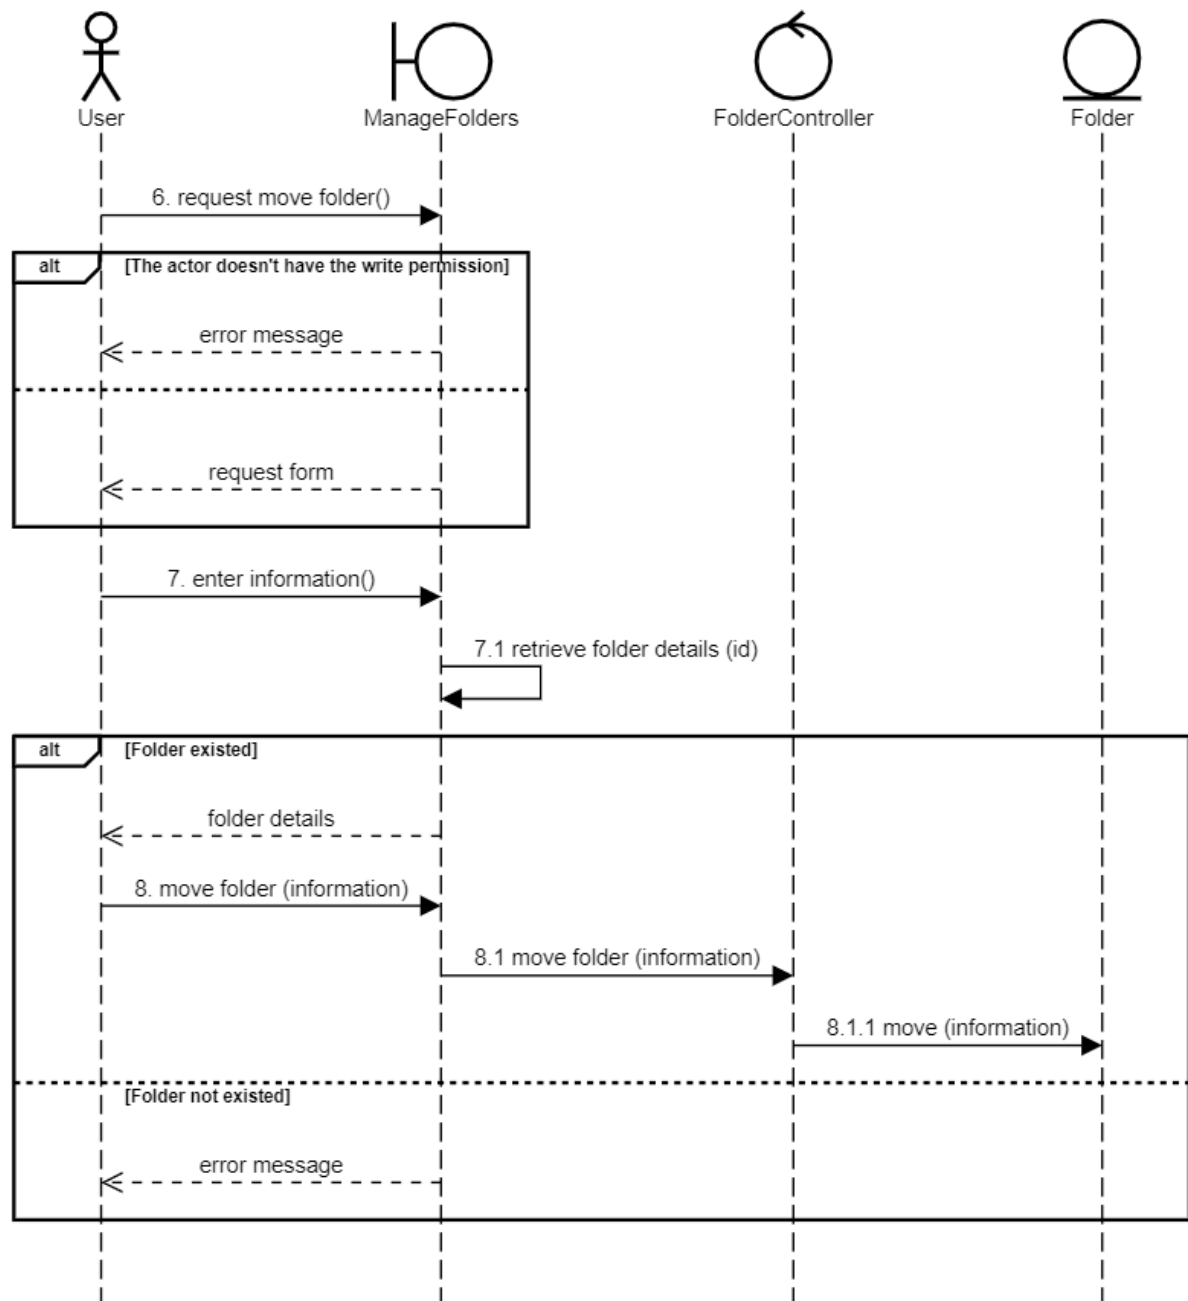 User
ManageFolders
FolderController
Folder
6. request move folder()
alt
[The actor doesn't have the write permission]
error message
request form
7. enter information()
7.1 retrieve folder details (id)
alt
[Folder existed]
folder details
8. move folder (information)
8.1 move folder (information)
8.1.1 move (information)
[Folder not existed]
error message